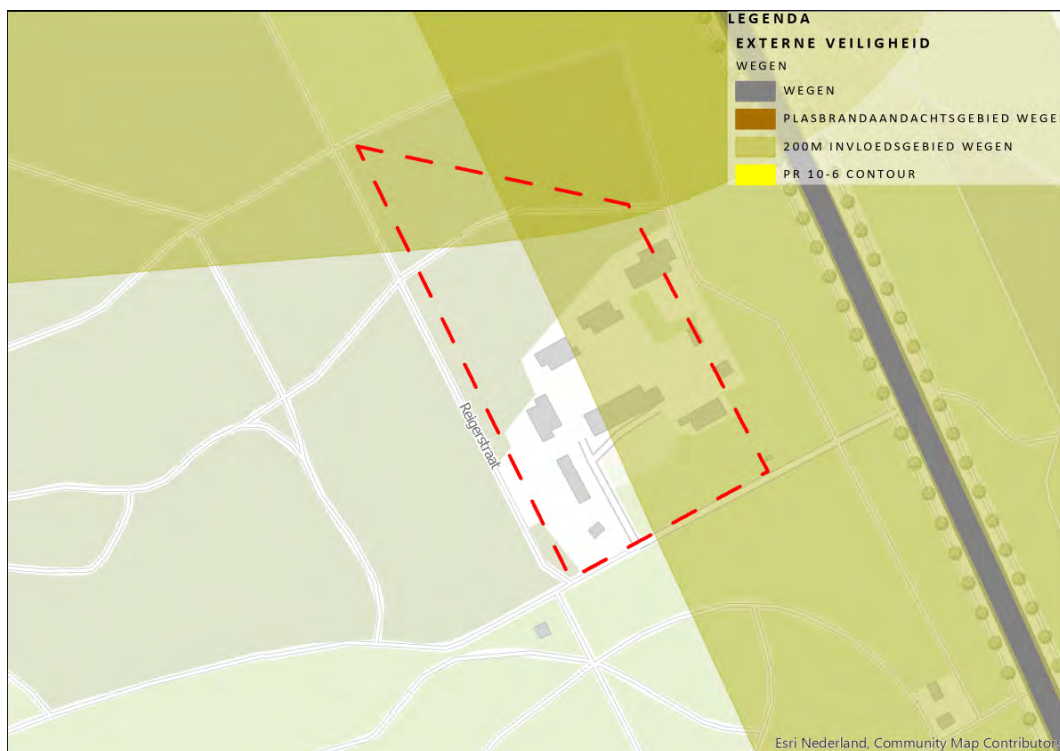 LEGENDA
EXTERNE VEILIGHEID
WEGEN
WEGEN
PLASBRANDAANDACHTSGEBIED WEGEN
200M INVLOEDSGEBIED WEGEN
PR 10-6 CONTOUR
Reigerstraat
Esri Nederland, Community Map Contributors